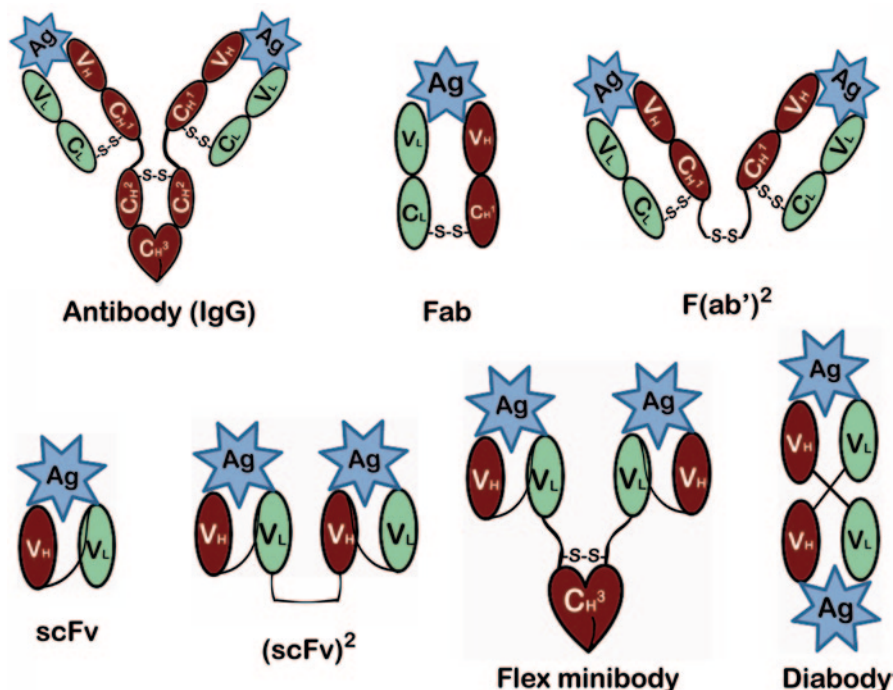 Ag
Ag
VH
VH
VL
VL
CH1
CH1
CL
CL
-S-S-
-S-S-
-S-S-
CH2
CH2
CH3
Antibody (IgG)
Ag
VL
VH
CL
CH1
-S-S-
Fab
Ag
Ag
VH
VH
VL
VL
CH1
CH1
CL
CL
-S-S-
-S-S-
-S-S-
F(ab')2
Ag
VH
VL
scFv
Ag
Ag
VH
VL
VH
VL
(scFv)2
Ag
Ag
VH
VL
VL
VH
-S-S-
CH3
Flex minibody
Ag
VH
VL
VH
VL
Ag
Diabody